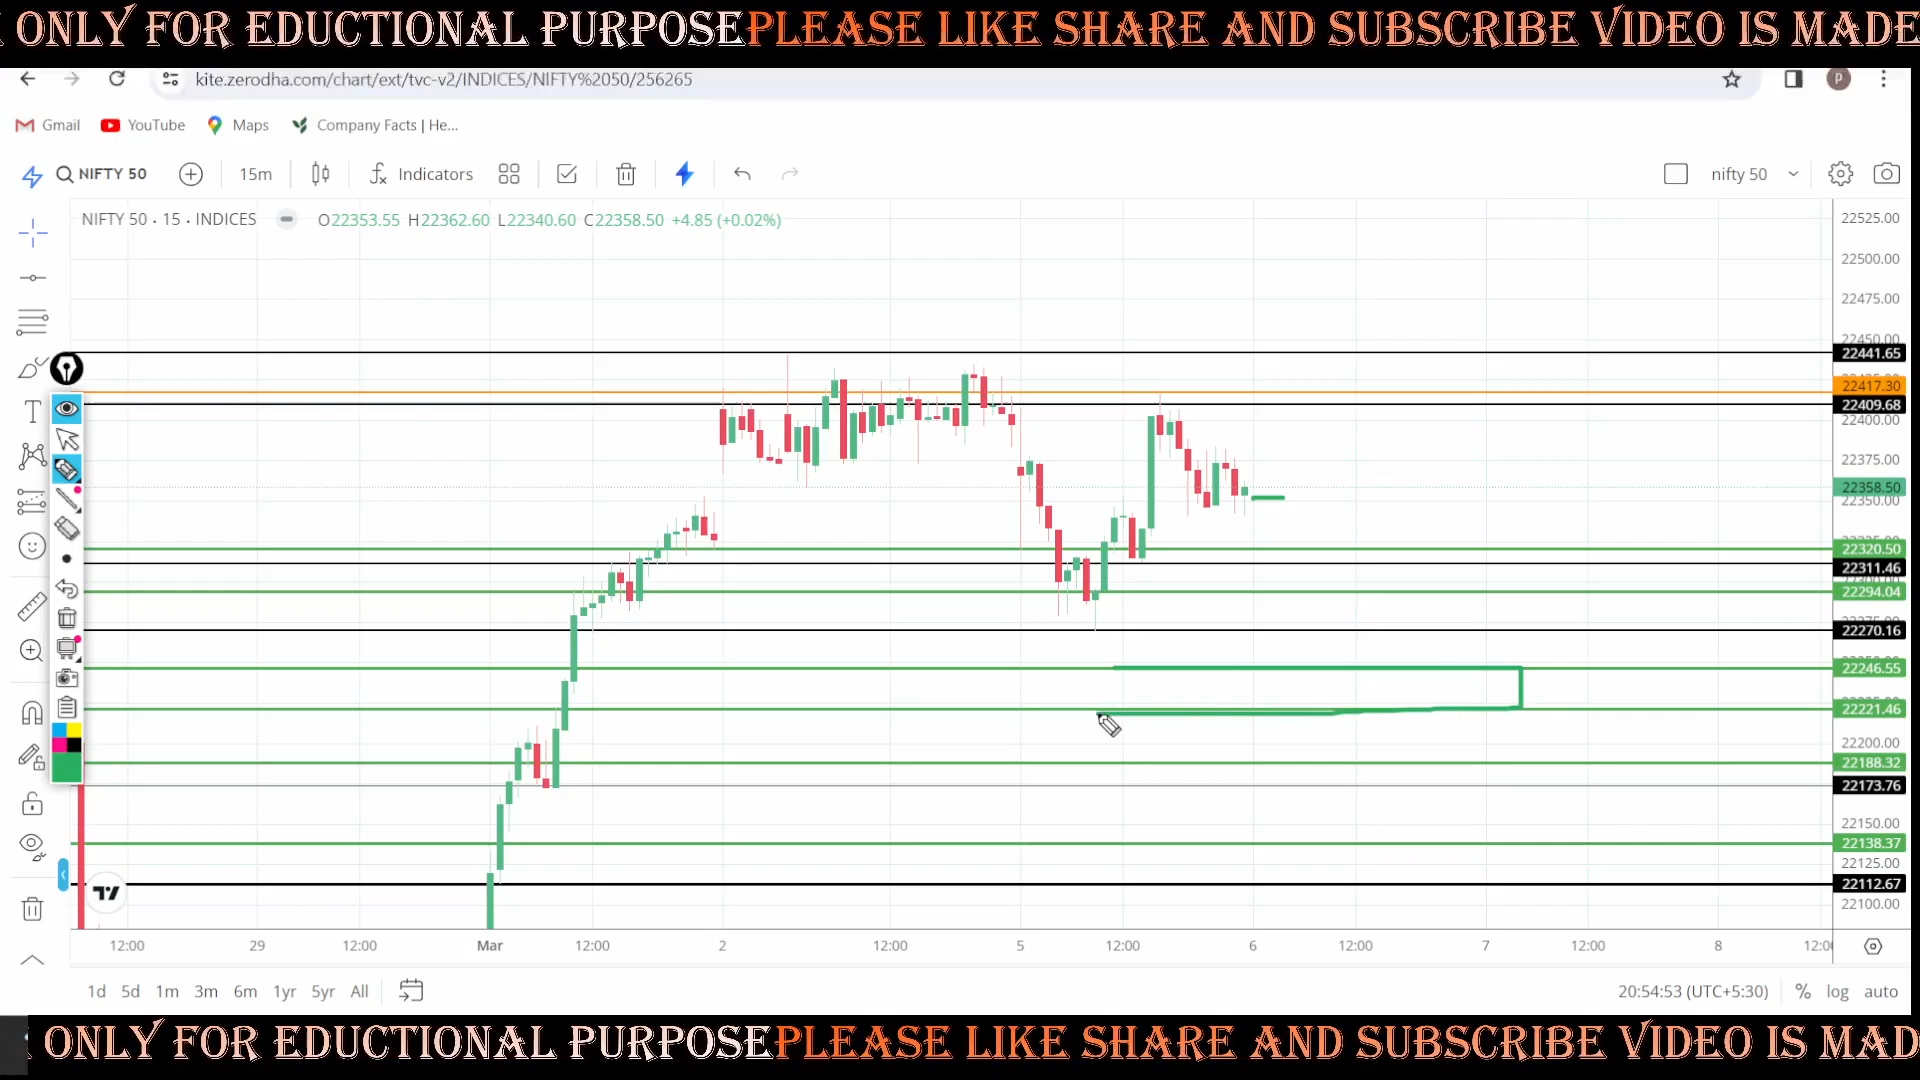 ONLY FOR EDUCTIONAL PURPOSEPLEASE LIKE SHARE AND SUBSCRIBE VIDEO IS MADE
kite.zerodha.com/chart/ext/tvc-v2/INDICES/NIFTY%2050/256265
P
Gmail YouTube Maps Company Facts | He...
NIFTY 50 15m Indicators nifty 50
NIFTY 50 · 15 · INDICES O22353.55 H22362.60 L22340.60 C22358.50 +4.85 (+0.02%)
22525.00
22500.00
22475.00
22450.00
22441.65
22417.30
22409.68
22400.00
22375.00
22358.50
22350.00
22320.50
22311.46
22294.04
22270.16
22246.55
22221.46
22200.00
22188.32
22173.76
22150.00
22138.37
22125.00
22112.67
22100.00
12:00 29 12:00 Mar 12:00 2 12:00 5 12:00 6 12:00 7 12:00 8
1d 5d 1m 3m 6m 1yr 5yr All 20:54:53 (UTC+5:30) % log auto
ONLY FOR EDUCTIONAL PURPOSEPLEASE LIKE SHARE AND SUBSCRIBE VIDEO IS MAD